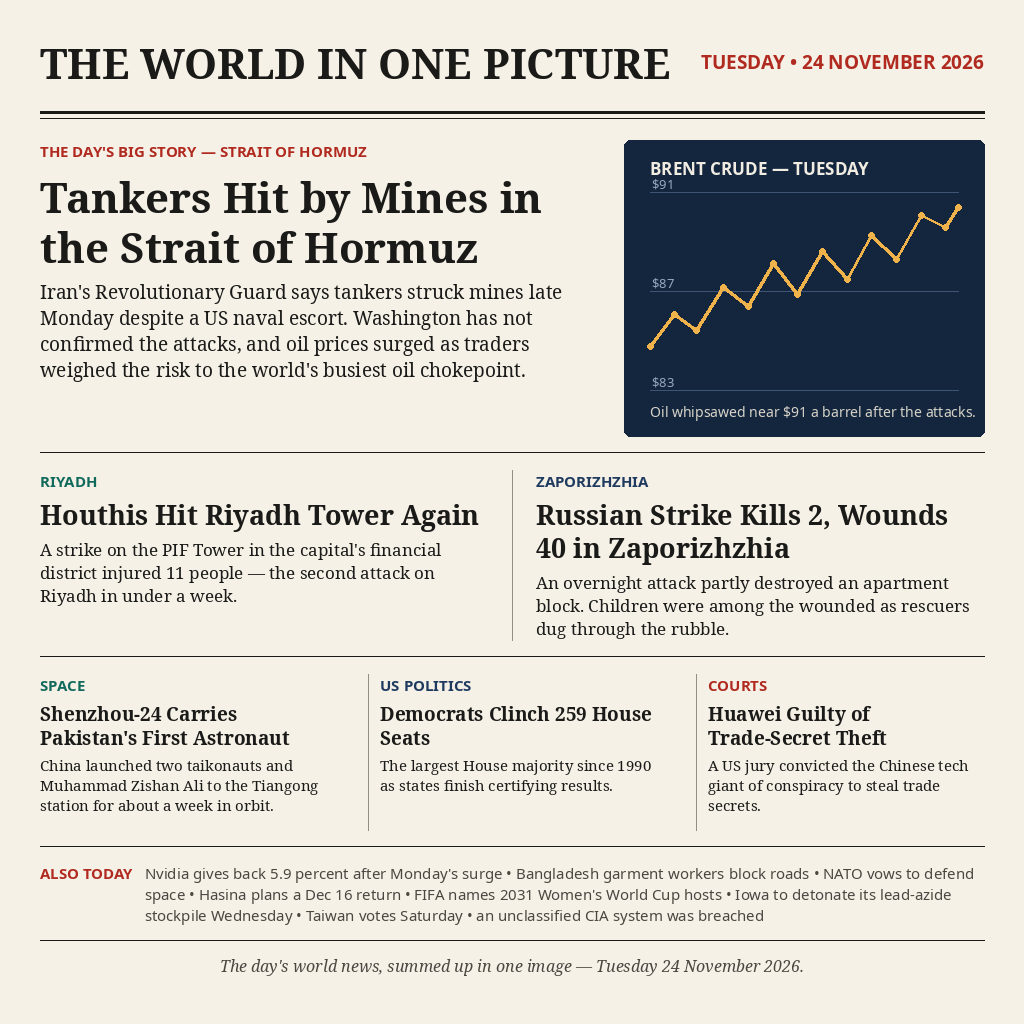 THE WORLD IN ONE PICTURE
TUESDAY • 24 NOVEMBER 2026
THE DAY'S BIG STORY — STRAIT OF HORMUZ
Tankers Hit by Mines in
the Strait of Hormuz
Iran's Revolutionary Guard says tankers struck mines late
Monday despite a US naval escort. Washington has not
confirmed the attacks, and oil prices surged as traders
weighed the risk to the world's busiest oil chokepoint.
BRENT CRUDE — TUESDAY
$91
$87
$83
Oil whipsawed near $91 a barrel after the attacks.
RIYADH
Houthis Hit Riyadh Tower Again
A strike on the PIF Tower in the capital's financial
district injured 11 people — the second attack on
Riyadh in under a week.
ZAPORIZHZHIA
Russian Strike Kills 2, Wounds
40 in Zaporizhzhia
An overnight attack partly destroyed an apartment
block. Children were among the wounded as rescuers
dug through the rubble.
SPACE
Shenzhou-24 Carries
Pakistan's First Astronaut
China launched two taikonauts and
Muhammad Zishan Ali to the Tiangong
station for about a week in orbit.
US POLITICS
Democrats Clinch 259 House
Seats
The largest House majority since 1990
as states finish certifying results.
COURTS
Huawei Guilty of
Trade-Secret Theft
A US jury convicted the Chinese tech
giant of conspiracy to steal trade
secrets.
ALSO TODAY
Nvidia gives back 5.9 percent after Monday's surge • Bangladesh garment workers block roads • NATO vows to defend
space • Hasina plans a Dec 16 return • FIFA names 2031 Women's World Cup hosts • Iowa to detonate its lead-azide
stockpile Wednesday • Taiwan votes Saturday • an unclassified CIA system was breached
The day's world news, summed up in one image — Tuesday 24 November 2026.